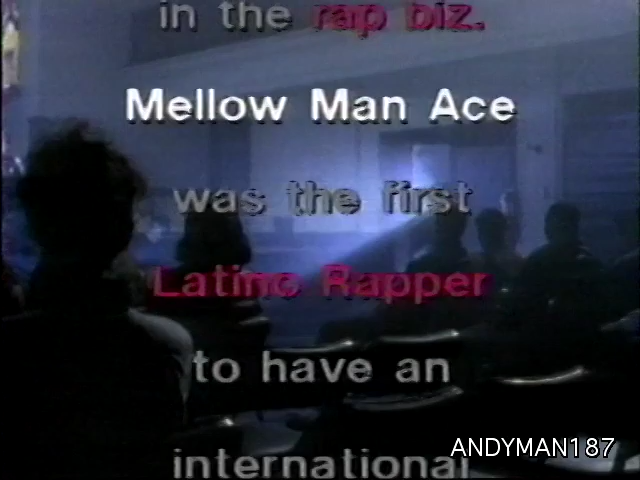 in the rap biz.
Mellow Man Ace
was the first
Latino Rapper
to have an
international
ANDYMAN187